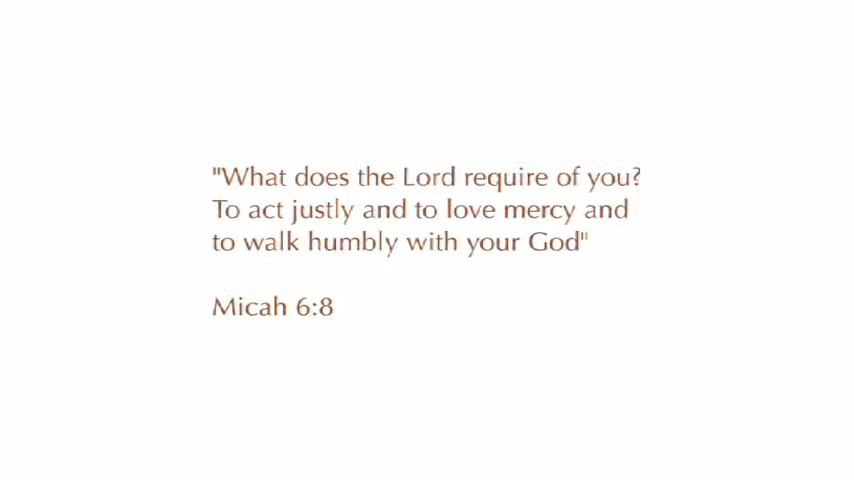 "What does the Lord require of you?
To act justly and to love mercy and
to walk humbly with your God"
Micah 6:8